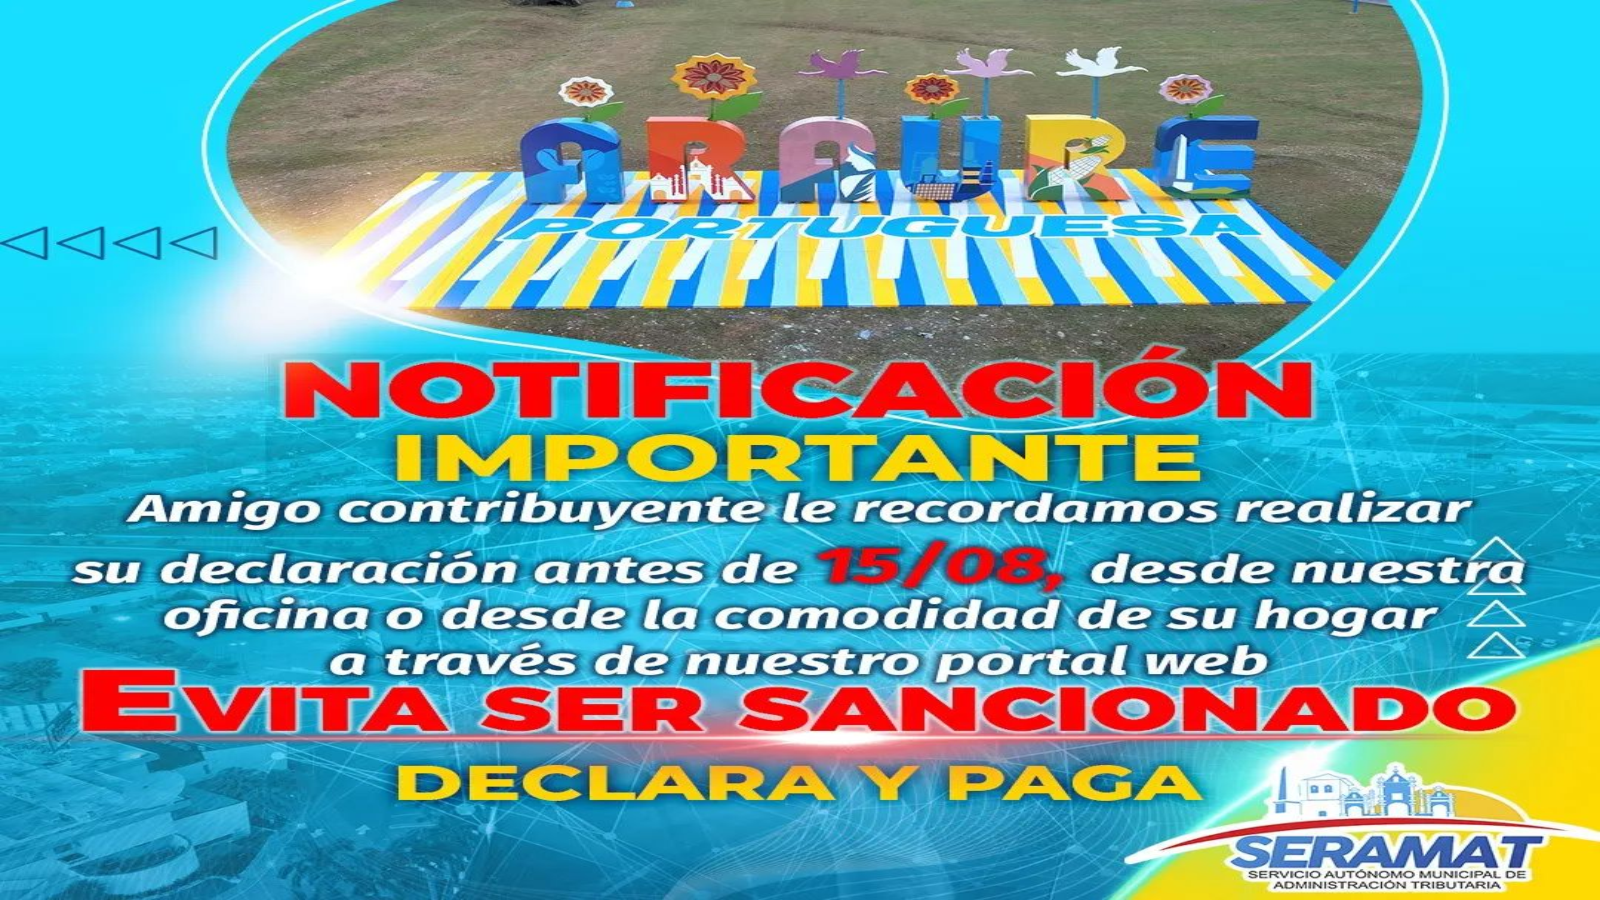 ARAURE
PORTUGUESA
NOTIFICACIÓN
IMPORTANTE
Amigo contribuyente le recordamos realizar
su declaración antes de 15/08, desde nuestra
oficina o desde la comodidad de su hogar
a través de nuestro portal web
EVITA SER SANCIONADO
DECLARA Y PAGA
SERAMAT
SERVICIO AUTÓNOMO MUNICIPAL DE
ADMINISTRACIÓN TRIBUTARIA